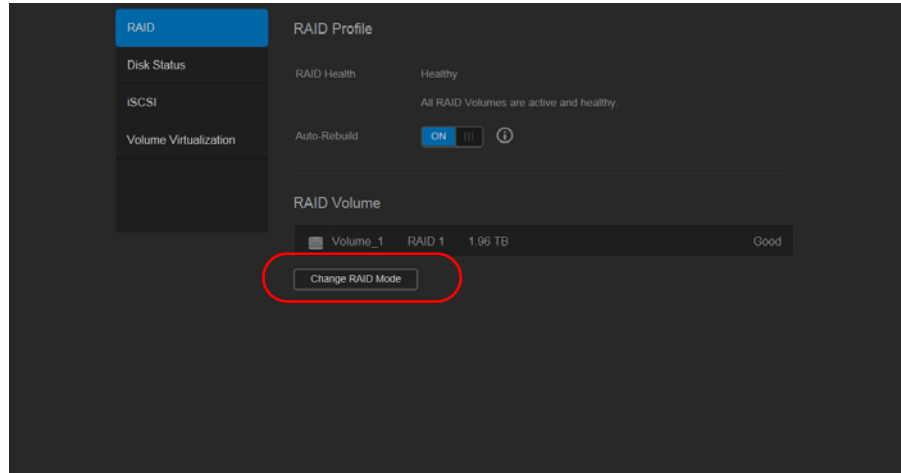 RAID
Disk Status
iSCSI
Volume Virtualization
RAID Profile
RAID Health Healthy
All RAID Volumes are active and healthy.
Auto-Rebuild ON
RAID Volume
Volume_1 RAID 1 1.96 TB Good
Change RAID Mode